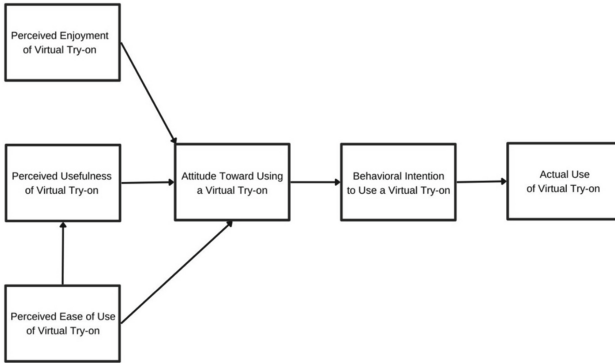 Perceived Enjoyment
of Virtual Try-on
Perceived Usefulness
of Virtual Try-on
Attitude Toward Using
a Virtual Try-on
Behavioral Intention
to Use a Virtual Try-on
Actual Use
of Virtual Try-on
Perceived Ease of Use
of Virtual Try-on